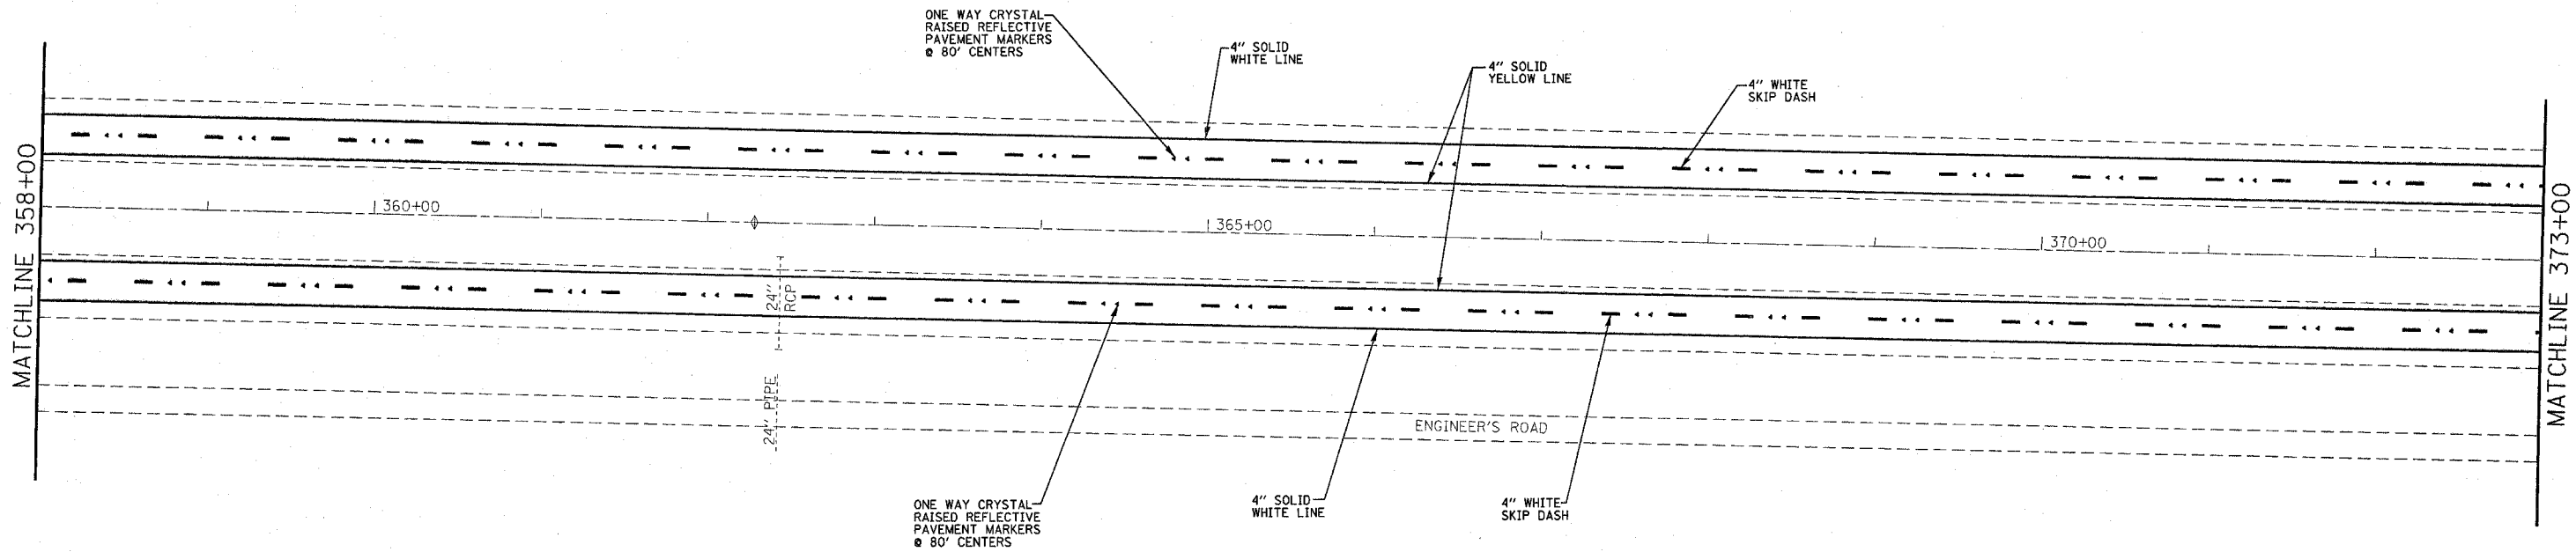 ONE WAY CRYSTAL
RAISED REFLECTIVE
PAVEMENT MARKERS
@ 80' CENTERS
4" SOLID
WHITE LINE
4" SOLID
YELLOW LINE
4" WHITE
SKIP DASH
MATCHLINE 358+00
360+00
365+00
370+00
MATCHLINE 373+00
24"
RCP
24" PIPE
ENGINEER'S ROAD
ONE WAY CRYSTAL
RAISED REFLECTIVE
PAVEMENT MARKERS
@ 80' CENTERS
4" SOLID
WHITE LINE
4" WHITE
SKIP DASH